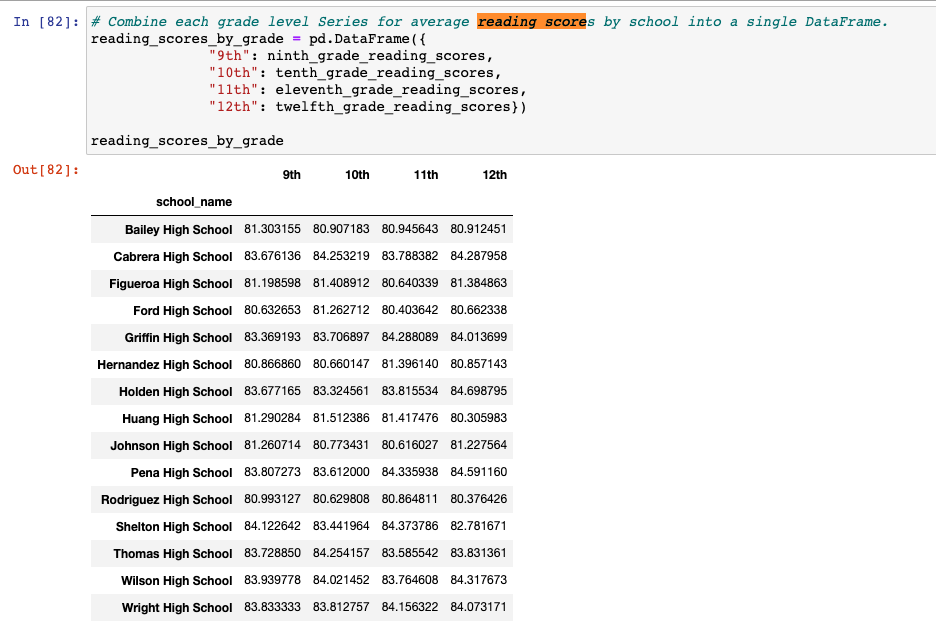 In [82]: # Combine each grade level Series for average reading scores by school into a single DataFrame.
reading_scores_by_grade = pd.DataFrame({
"9th": ninth_grade_reading_scores,
"10th": tenth_grade_reading_scores,
"11th": eleventh_grade_reading_scores,
"12th": twelfth_grade_reading_scores})
reading_scores_by_grade
Out[82]:
9th 10th 11th 12th
school_name
Bailey High School 81.303155 80.907183 80.945643 80.912451
Cabrera High School 83.676136 84.253219 83.788382 84.287958
Figueroa High School 81.198598 81.408912 80.640339 81.384863
Ford High School 80.632653 81.262712 80.403642 80.662338
Griffin High School 83.369193 83.706897 84.288089 84.013699
Hernandez High School 80.866860 80.660147 81.396140 80.857143
Holden High School 83.677165 83.324561 83.815534 84.698795
Huang High School 81.290284 81.512386 81.417476 80.305983
Johnson High School 81.260714 80.773431 80.616027 81.227564
Pena High School 83.807273 83.612000 84.335938 84.591160
Rodriguez High School 80.993127 80.629808 80.864811 80.376426
Shelton High School 84.122642 83.441964 84.373786 82.781671
Thomas High School 83.728850 84.254157 83.585542 83.831361
Wilson High School 83.939778 84.021452 83.764608 84.317673
Wright High School 83.833333 83.812757 84.156322 84.073171